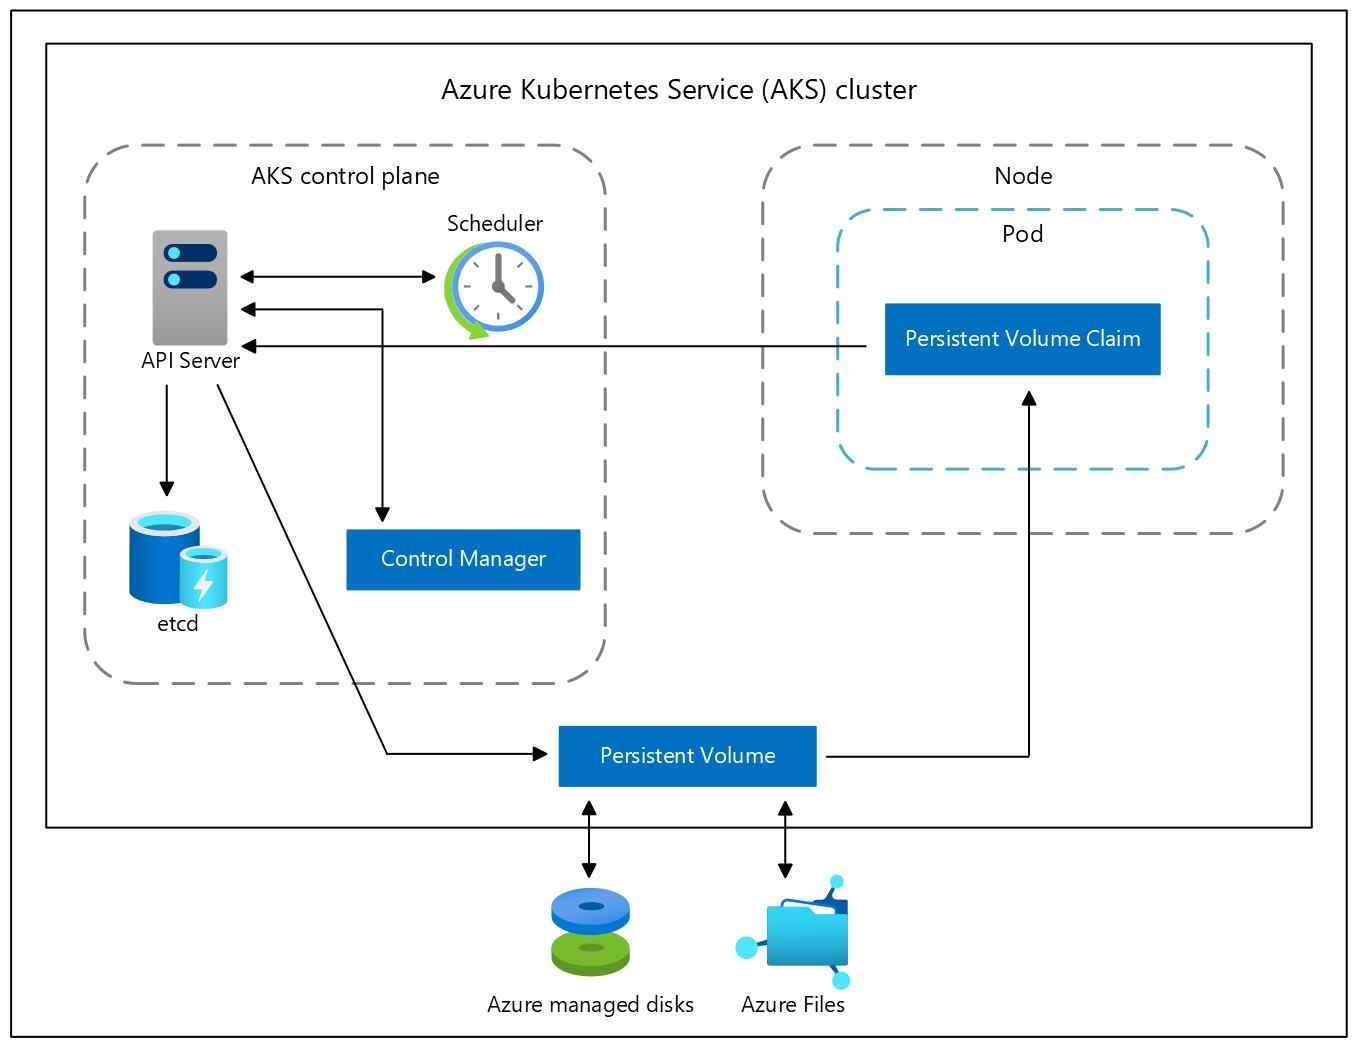 Azure Kubernetes Service (AKS) cluster
AKS control plane
Scheduler
API Server
etcd
Control Manager
Node
Pod
Persistent Volume Claim
Persistent Volume
Azure managed disks
Azure Files